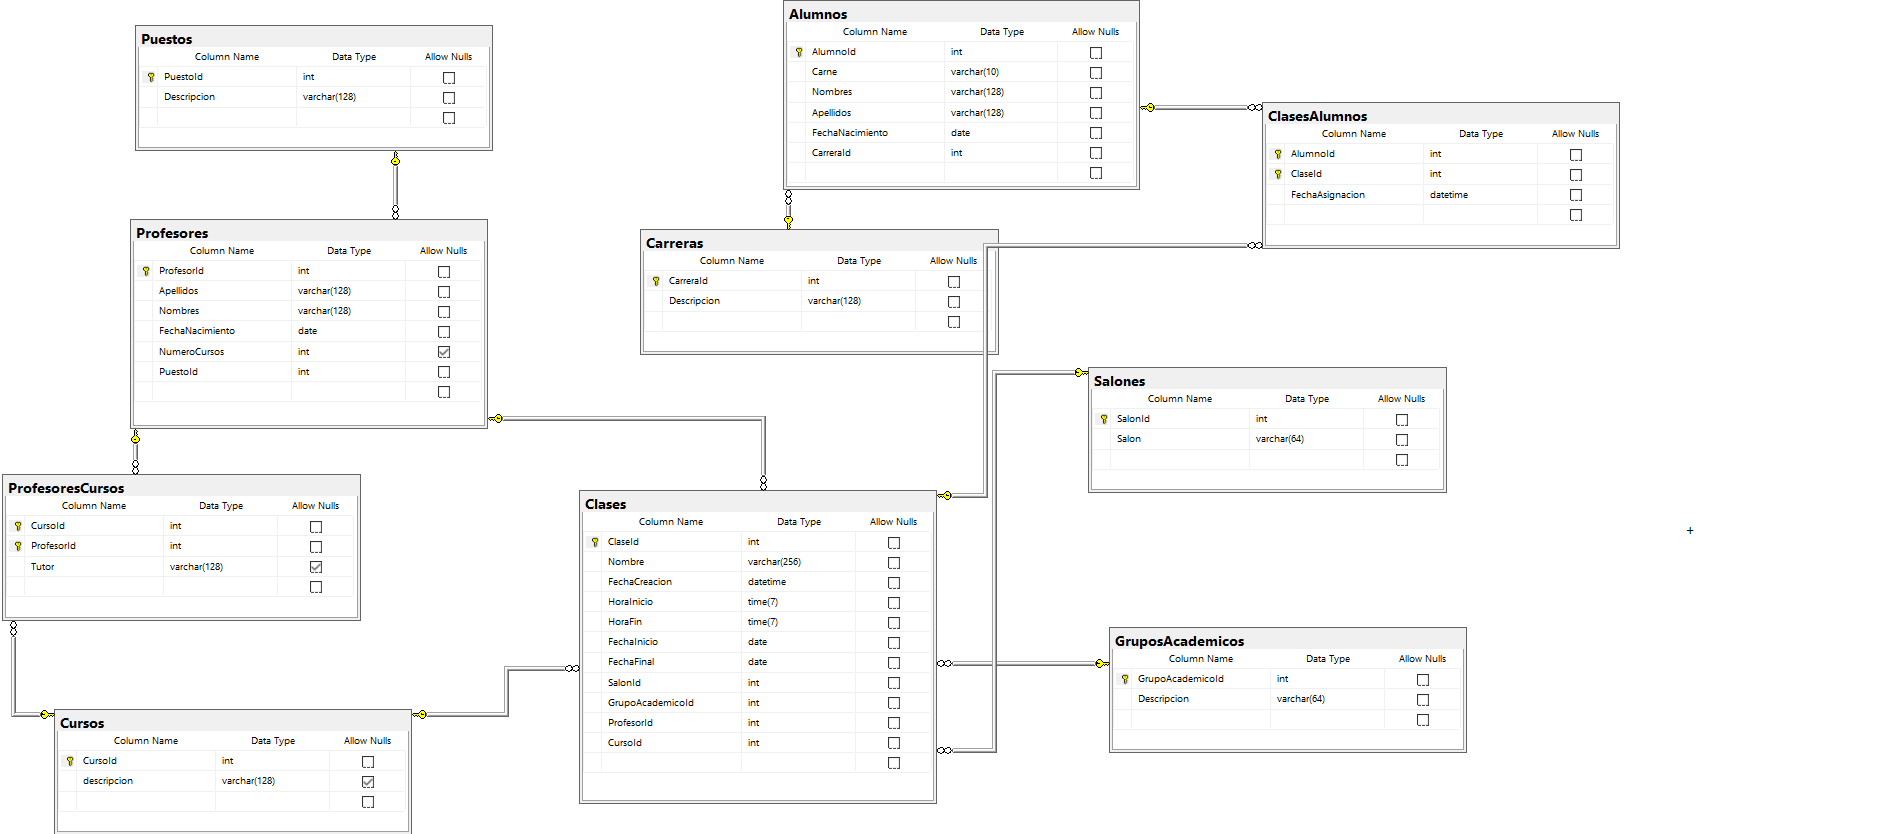 Puestos
Column Name Data Type Allow Nulls
PuestoId int
Descripcion varchar(128)
Alumnos
Column Name Data Type Allow Nulls
AlumnoId int
Carne varchar(10)
Nombres varchar(128)
Apellidos varchar(128)
FechaNacimiento date
CarreraId int
ClasesAlumnos
Column Name Data Type Allow Nulls
AlumnoId int
ClaseId int
FechaAsignacion datetime
Profesores
Column Name Data Type Allow Nulls
ProfesorId int
Apellidos varchar(128)
Nombres varchar(128)
FechaNacimiento date
NumeroCursos int
PuestoId int
Carreras
Column Name Data Type Allow Nulls
CarreraId int
Descripcion varchar(128)
Salones
Column Name Data Type Allow Nulls
SalonId int
Salon varchar(64)
ProfesoresCursos
Column Name Data Type Allow Nulls
CursoId int
ProfesorId int
Tutor varchar(128)
Clases
Column Name Data Type Allow Nulls
ClaseId int
Nombre varchar(256)
FechaCreacion datetime
HoraInicio time(7)
HoraFin time(7)
FechaInicio date
FechaFinal date
SalonId int
GrupoAcademicoId int
ProfesorId int
CursoId int
GruposAcademicos
Column Name Data Type Allow Nulls
GrupoAcademicoId int
Descripcion varchar(64)
Cursos
Column Name Data Type Allow Nulls
CursoId int
descripcion varchar(128)